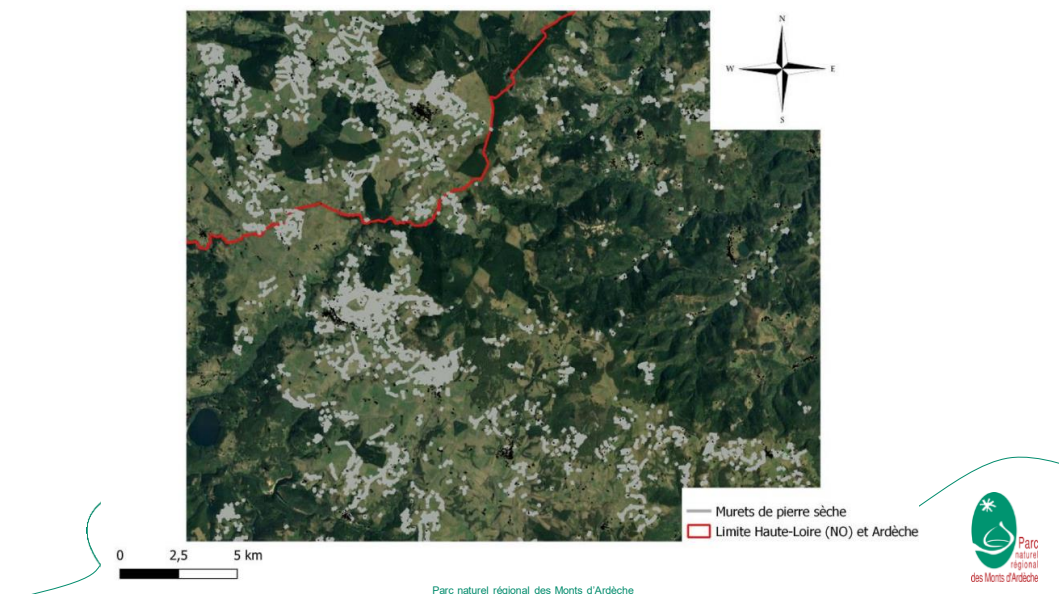 N
W
E
S
Murets de pierre sèche
Limite Haute-Loire (NO) et Ardèche
0 2,5 5 km
Parc
naturel
régional
des Monts d'Ardèche
Parc naturel régional des Monts d'Ardèche